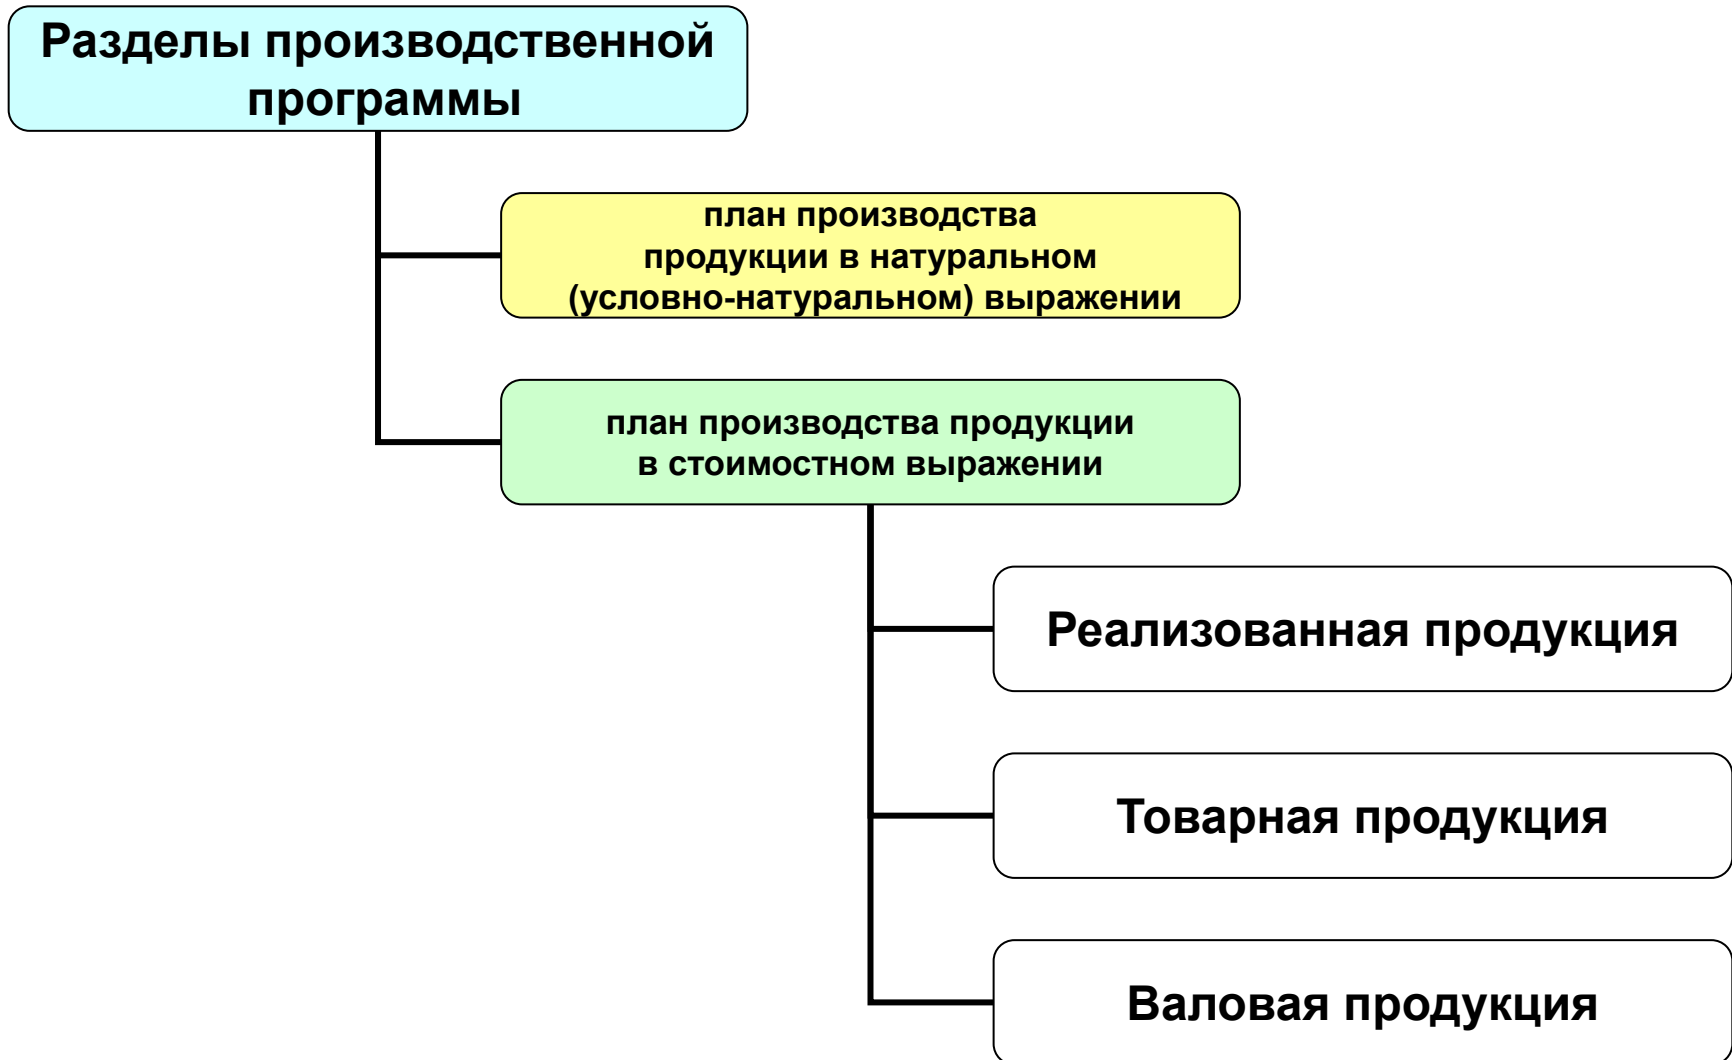 Разделы производственной
программы
план производства
продукции в натуральном
(условно-натуральном) выражении
план производства продукции
в стоимостном выражении
Реализованная продукция
Товарная продукция
Валовая продукция